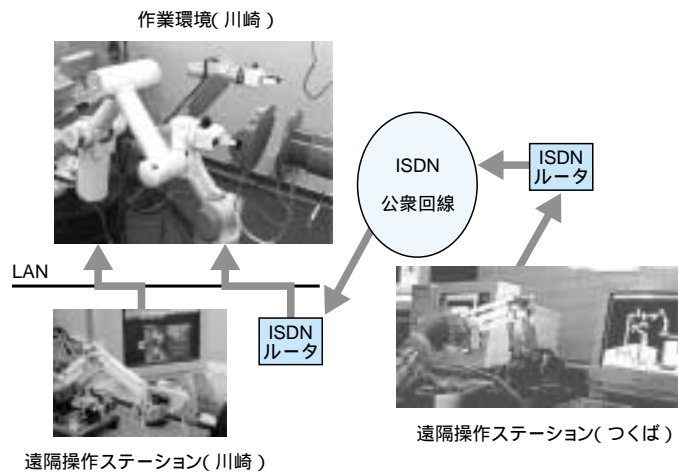 作業環境(川崎)
ISDN
公衆回線
ISDN
ルータ
LAN
ISDN
ルータ
遠隔操作ステーション(つくば)
遠隔操作ステーション(川崎)